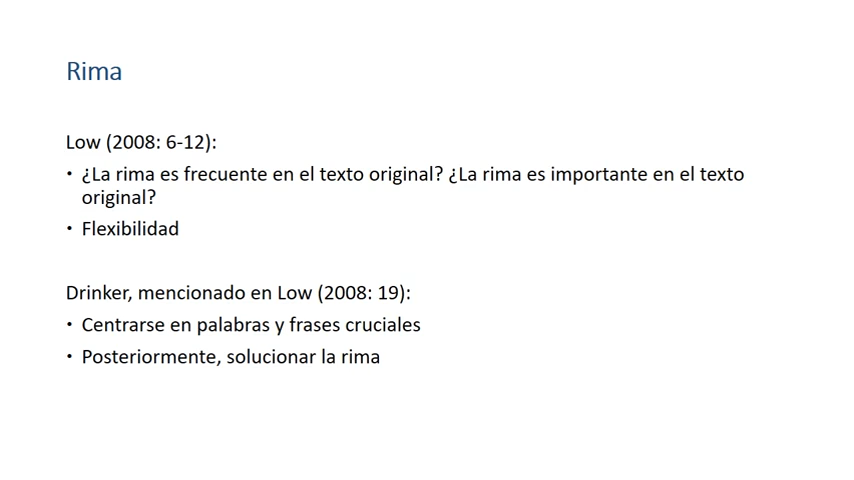 Rima
Low (2008: 6-12):
• ¿La rima es frecuente en el texto original? ¿La rima es importante en el texto
original?
• Flexibilidad
Drinker, mencionado en Low (2008: 19):
• Centrarse en palabras y frases cruciales
• Posteriormente, solucionar la rima